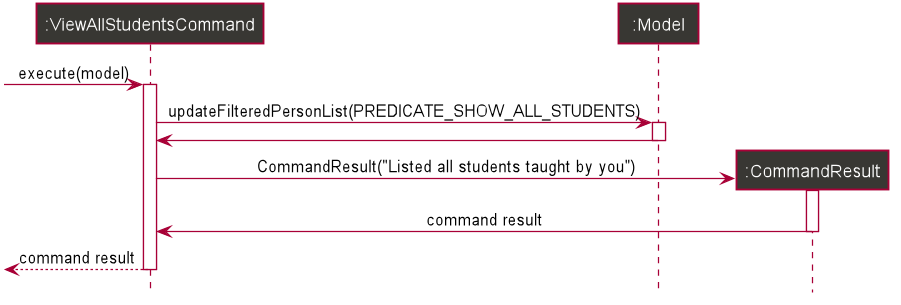 :ViewAllStudentsCommand
:Model
execute(model)
updateFilteredPersonList(PREDICATE_SHOW_ALL_STUDENTS)
CommandResult("Listed all students taught by you")
:CommandResult
command result
command result